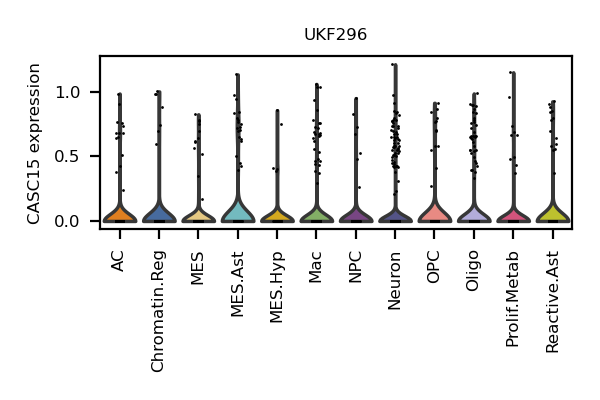 UKF296
CASC15 expression
1.0
0.5
0.0
AC
Chromatin.Reg
MES
MES.Ast
MES.Hyp
Mac
NPC
Neuron
OPC
Oligo
Prolif.Metab
Reactive.Ast